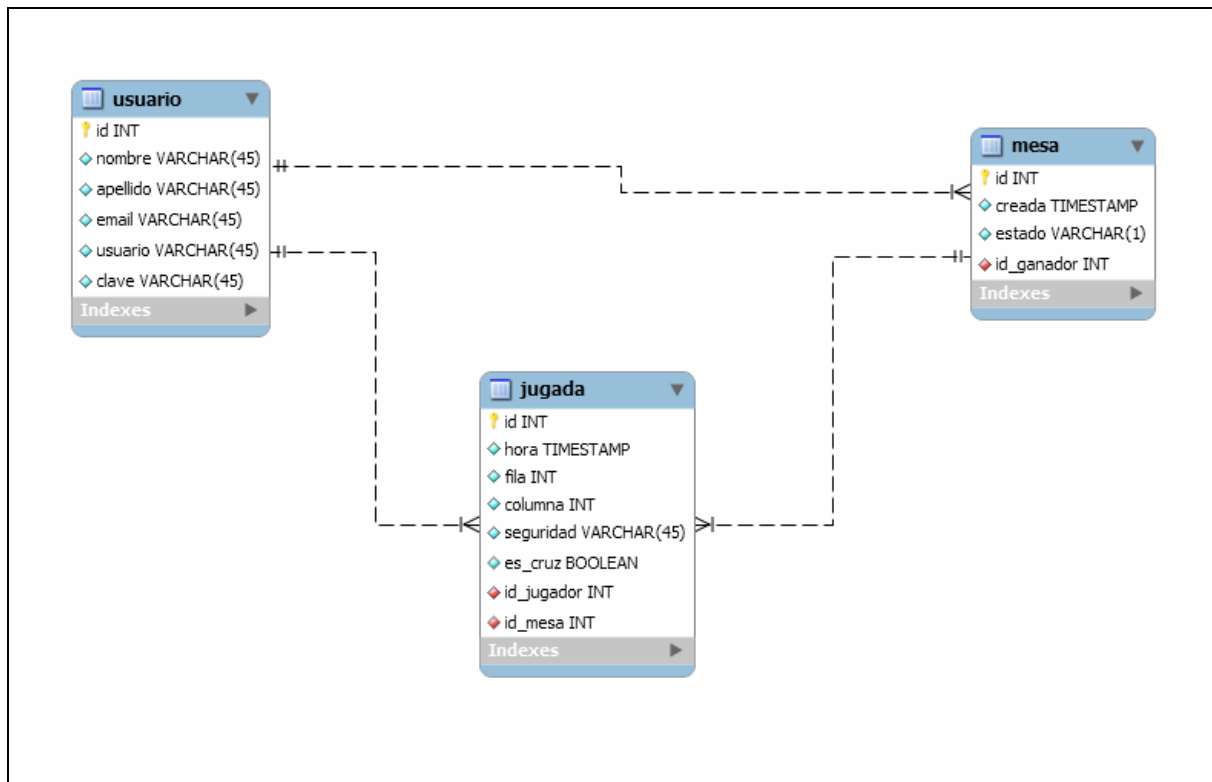 usuario
id INT
nombre VARCHAR(45)
apellido VARCHAR(45)
email VARCHAR(45)
usuario VARCHAR(45)
clave VARCHAR(45)
Indexes
mesa
id INT
creada TIMESTAMP
estado VARCHAR(1)
id_ganador INT
Indexes
jugada
id INT
hora TIMESTAMP
fila INT
columna INT
seguridad VARCHAR(45)
es_cruz BOOLEAN
id_jugador INT
id_mesa INT
Indexes